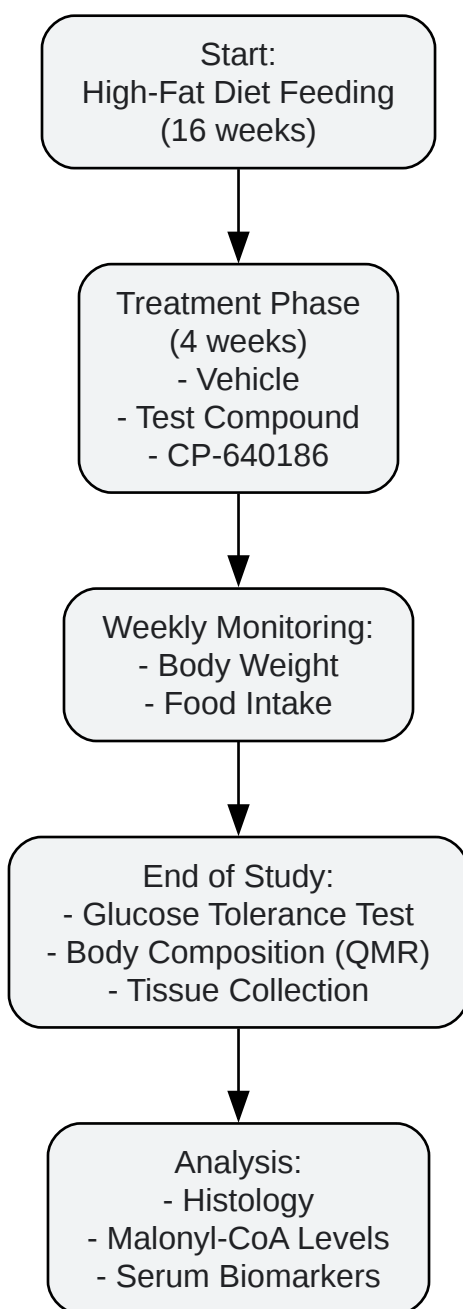 Start:
High-Fat Diet Feeding
(16 weeks)
Treatment Phase
(4 weeks)
- Vehicle
- Test Compound
- CP-640186
Weekly Monitoring:
- Body Weight
- Food Intake
End of Study:
- Glucose Tolerance Test
- Body Composition (QMR)
- Tissue Collection
Analysis:
- Histology
- Malonyl-CoA Levels
- Serum Biomarkers